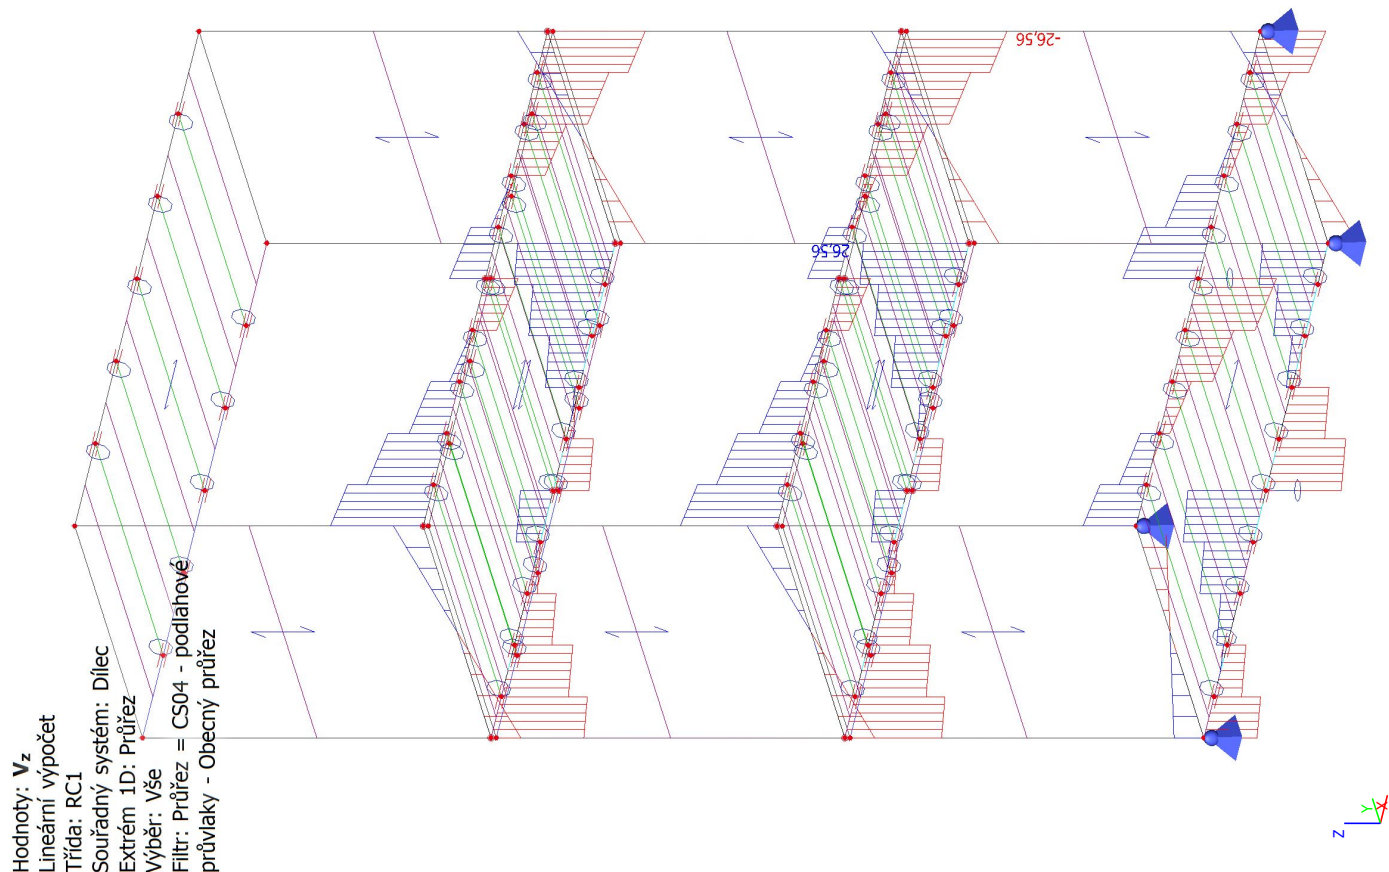 Hodnoty: Vz
Lineární výpočet
Třída: RC1
Souřadný systém: Dílec
Extrém 1D: Průřez
Výběr: Vše
Filtr: Průřez = CS04 - podlahové
průvlaky - Obecný průřez
26,56
-26,56
Z
Y
X